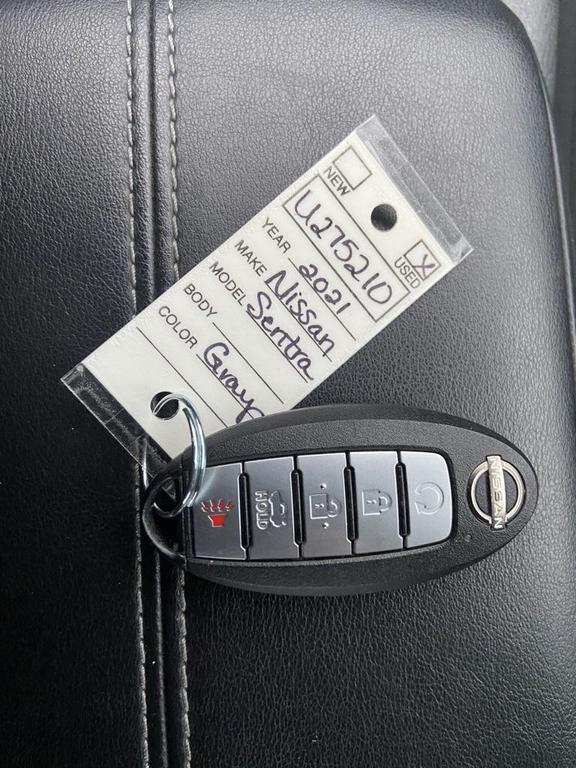 NEW
X
USED
U275210
YEAR 2021
MAKE Nissan
MODEL Sentra
BODY
COLOR Gray
HOLD
NISSAN